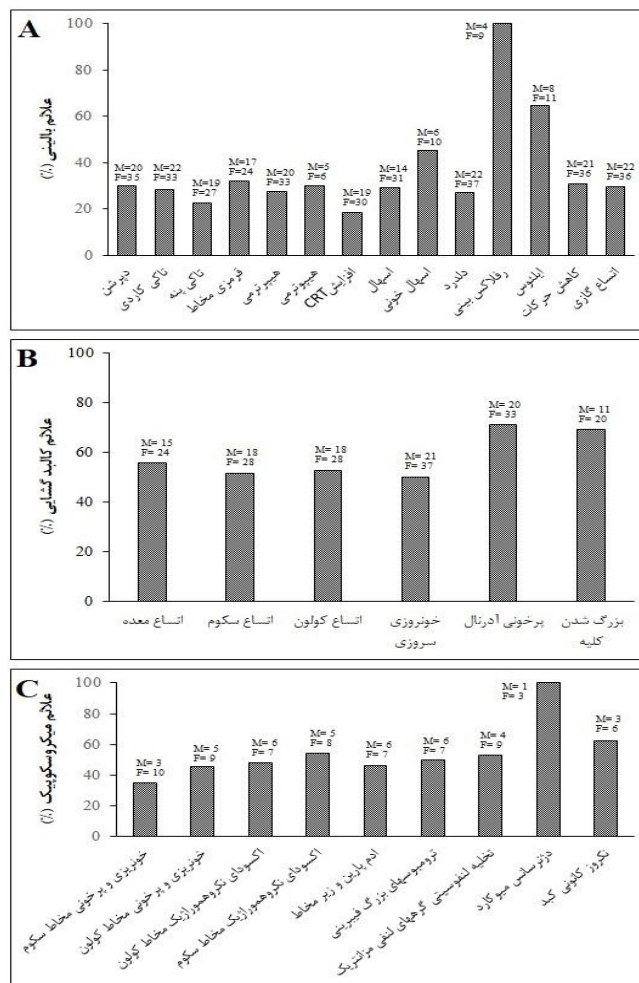 A
علائم بالینی (%)
100
80
60
40
20
0
M=20
F=35
M=22
F=33
M=19
F=27
M=17
F=24
M=20
F=33
M=5
F=6
M=19
F=30
M=14
F=31
M=6
F=10
M=22
F=37
M=4
F=9
M=8
F=11
M=21
F=36
M=22
F=36
دپرشن
تاکی کاردی
تاکی پنه
قرمزی مخاط
هیپرترمی
هیپوترمی
افزایش CRT
اسهال
اسهال خونی
دلدرد
رفلاکس بینی
ایلئوس
کاهش حرکات
اتساع گازی
B
علائم کالبد گشایی (%)
100
80
60
40
20
0
M= 15
F= 24
M= 18
F= 28
M= 18
F= 28
M= 21
F= 37
M= 20
F= 33
M= 11
F= 20
اتساع معده
اتساع سکوم
اتساع کولون
خونروزی
سروزی
پرخونی آدرنال
بزرگ شدن
کلیه
C
علائم میکروسکوپیک (%)
100
80
60
40
20
0
M= 3
F= 10
M= 5
F= 9
M= 6
F= 7
M= 5
F= 8
M= 6
F= 7
M= 6
F= 7
M= 4
F= 9
M= 1
F= 3
M= 3
F= 6
خونریزی و پرخونی مخاط سکوم
خونریزی و پرخونی مخاط کولون
اکسودای نکروهموراژیک مخاط کولون
اکسودای نکروهموراژیک مخاط سکوم
ادم پارین و زیر مخاط
ترومبوسهای بزرگ فیبرینی
تخلیه لنفوسیتی گرههای لنفی مزانتریک
دژنرسانس میوکارد
نکروز کانونی کبد